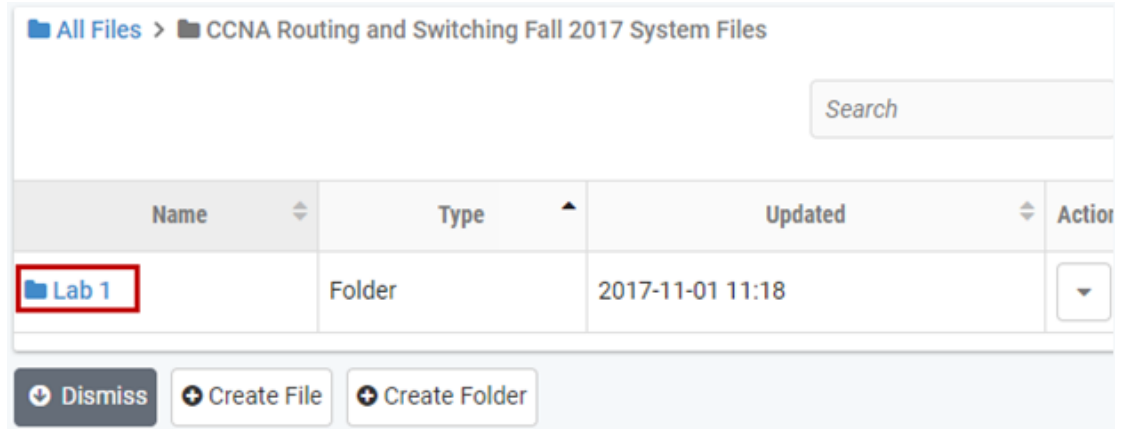 All Files > CCNA Routing and Switching Fall 2017 System Files
Search
Name Type Updated Action
Lab 1 Folder 2017-11-01 11:18
Dismiss Create File Create Folder